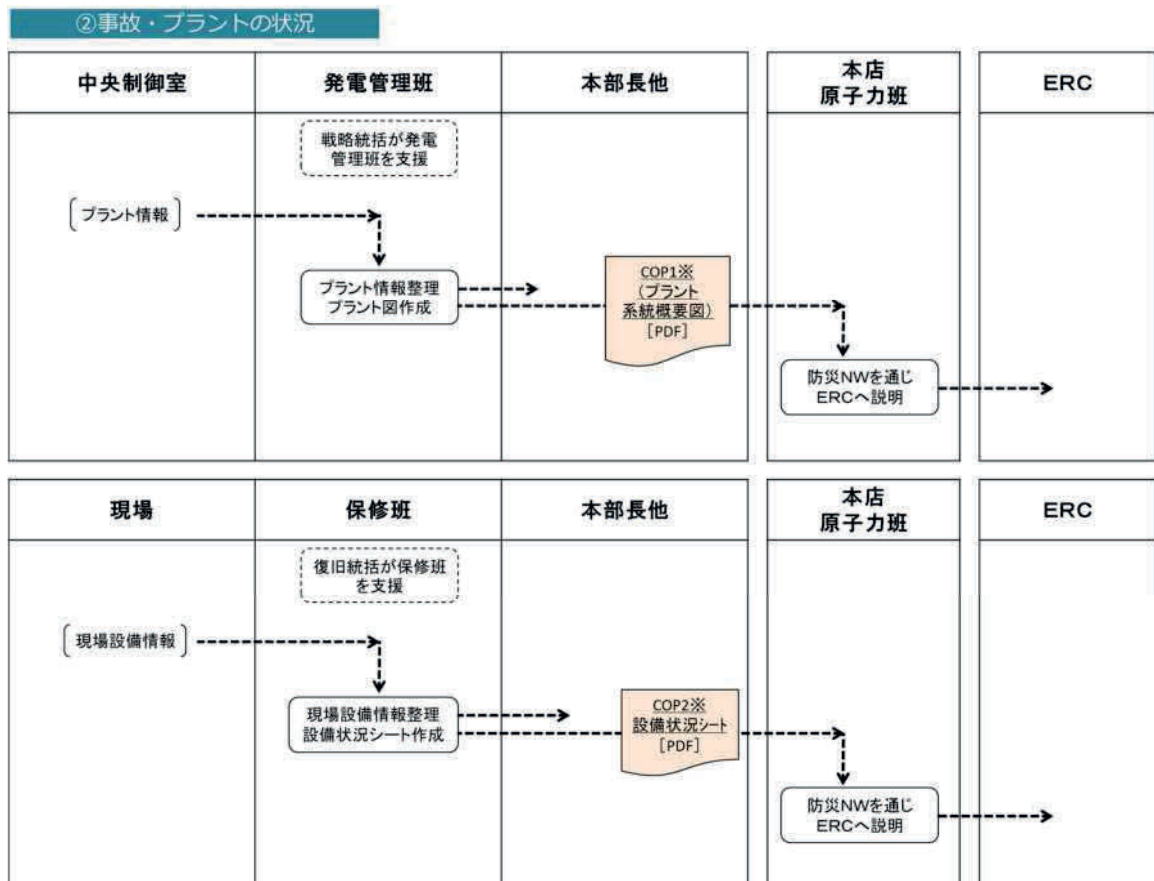 ②事故・プラントの状況
中央制御室
発電管理班
本部長他
本店
原子力班
ERC
戦略統括が発電
管理班を支援
プラント情報
プラント情報整理
プラント図作成
COP1※
(プラント
系統概要図)
[PDF]
防災NWを通じ
ERCへ説明
現場
保修班
本部長他
本店
原子力班
ERC
復旧統括が保修班
を支援
現場設備情報
現場設備情報整理
設備状況シート作成
COP2※
設備状況シート
[PDF]
防災NWを通じ
ERCへ説明